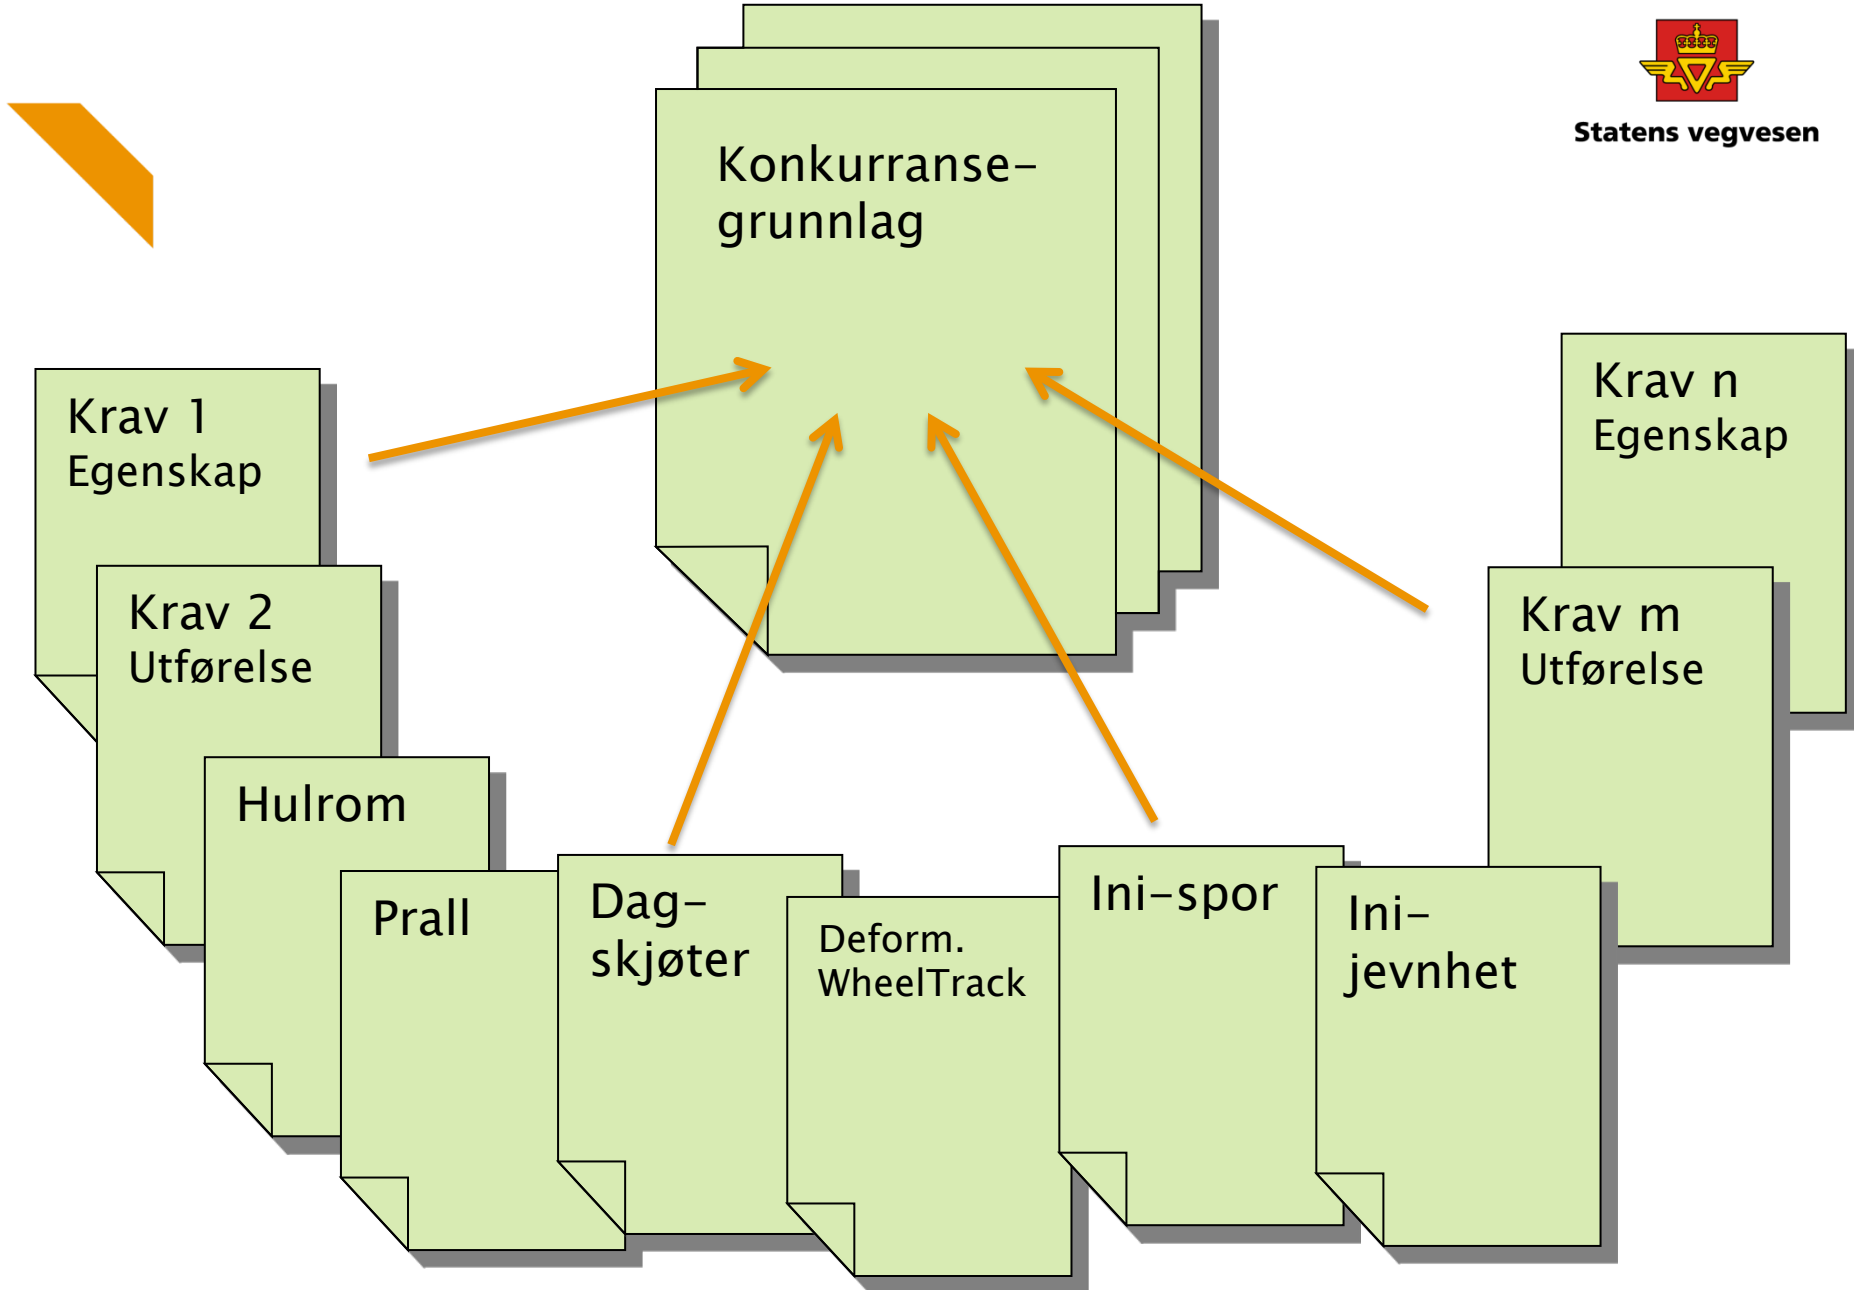 Statens vegvesen
Konkurranse-
grunnlag
Krav 1
Egenskap
Krav 2
Utførelse
Hulrom
Prall
Dag-
skjøter
Deform.
WheelTrack
Ini-spor
Ini-
jevnhet
Krav m
Utførelse
Krav n
Egenskap